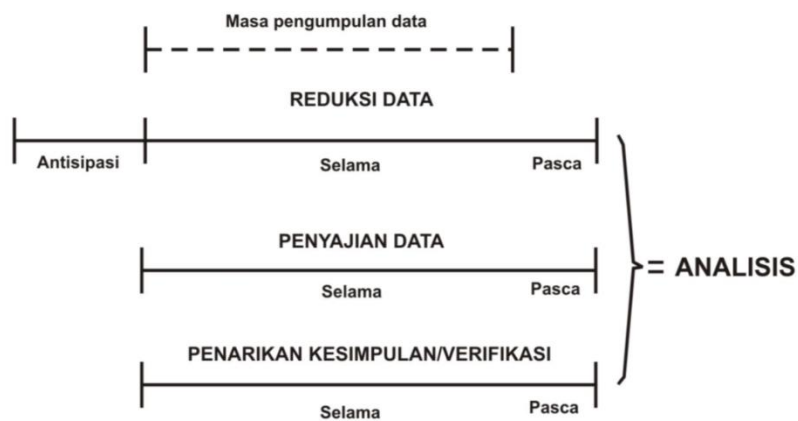 Masa pengumpulan data
REDUKSI DATA
Antisipasi Selama Pasca
PENYAJIAN DATA
Selama Pasca
= ANALISIS
PENARIKAN KESIMPULAN/VERIFIKASI
Selama Pasca